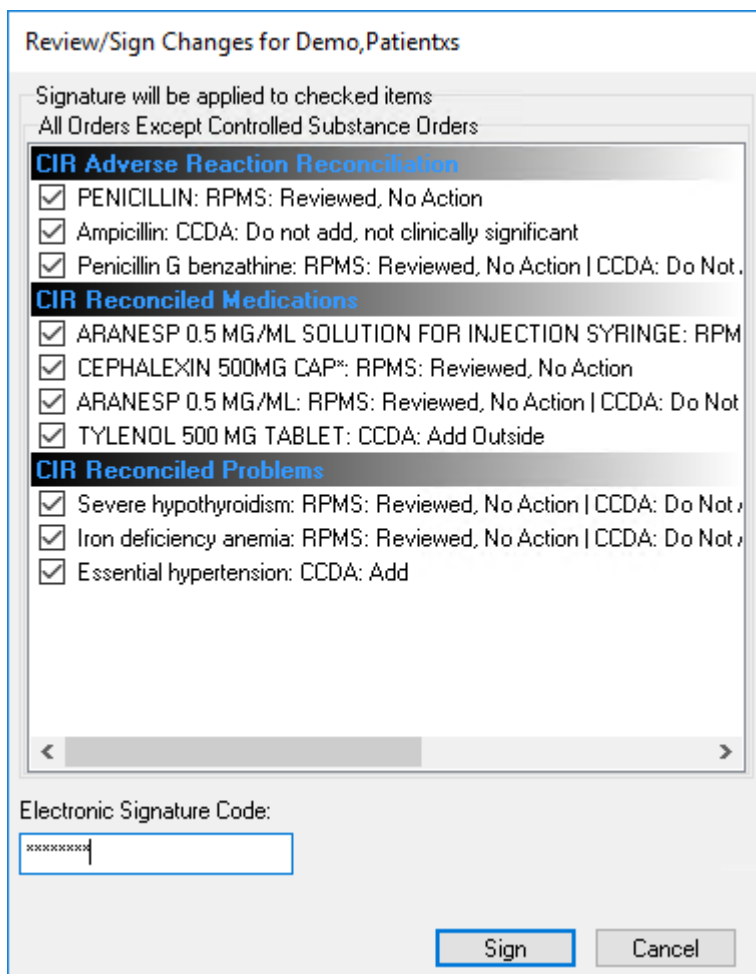 Review/Sign Changes for Demo,Patientxs
Signature will be applied to checked items
All Orders Except Controlled Substance Orders
CIR Adverse Reaction Reconciliation
PENICILLIN: RPMS: Reviewed, No Action
Ampicillin: CCDA: Do not add, not clinically significant
Penicillin G benzathine: RPMS: Reviewed, No Action | CCDA: Do Not
CIR Reconciled Medications
ARANESP 0.5 MG/ML SOLUTION FOR INJECTION SYRINGE: RPM
CEPHALEXIN 500MG CAP*: RPMS: Reviewed, No Action
ARANESP 0.5 MG/ML: RPMS: Reviewed, No Action | CCDA: Do Not
TYLENOL 500 MG TABLET: CCDA: Add Outside
CIR Reconciled Problems
Severe hypothyroidism: RPMS: Reviewed, No Action | CCDA: Do Not
Iron deficiency anemia: RPMS: Reviewed, No Action | CCDA: Do Not
Essential hypertension: CCDA: Add
Electronic Signature Code:
********
Sign Cancel